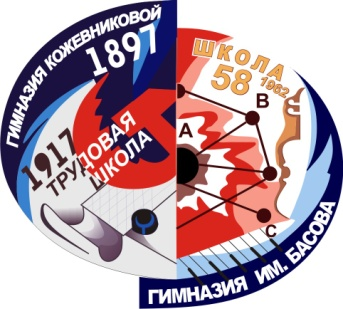 ГИМНАЗИЯ КОЖЕВНИКОВОЙ
1897
1917
ТРУДОВАЯ
ШКОЛА
ШКОЛА
58
1962
A
B
C
ГИМНАЗИЯ ИМ. БАСОВА